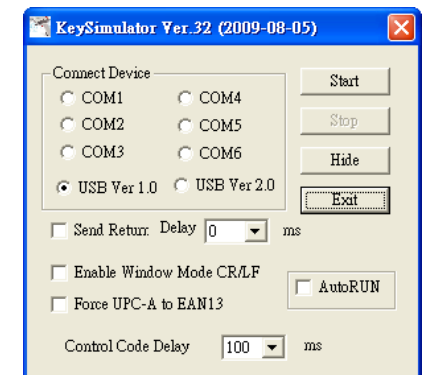 KeySimulator Ver.32 (2009-08-05)
Connect Device
COM1 COM4 Start
COM2 COM5 Stop
COM3 COM6 Hide
USB Ver 1.0 USB Ver 2.0 Exit
Send Return: Delay 0 ms
Enable Window Mode CR/LF
AutoRUN
Force UPC-A to EAN13
Control Code Delay 100 ms